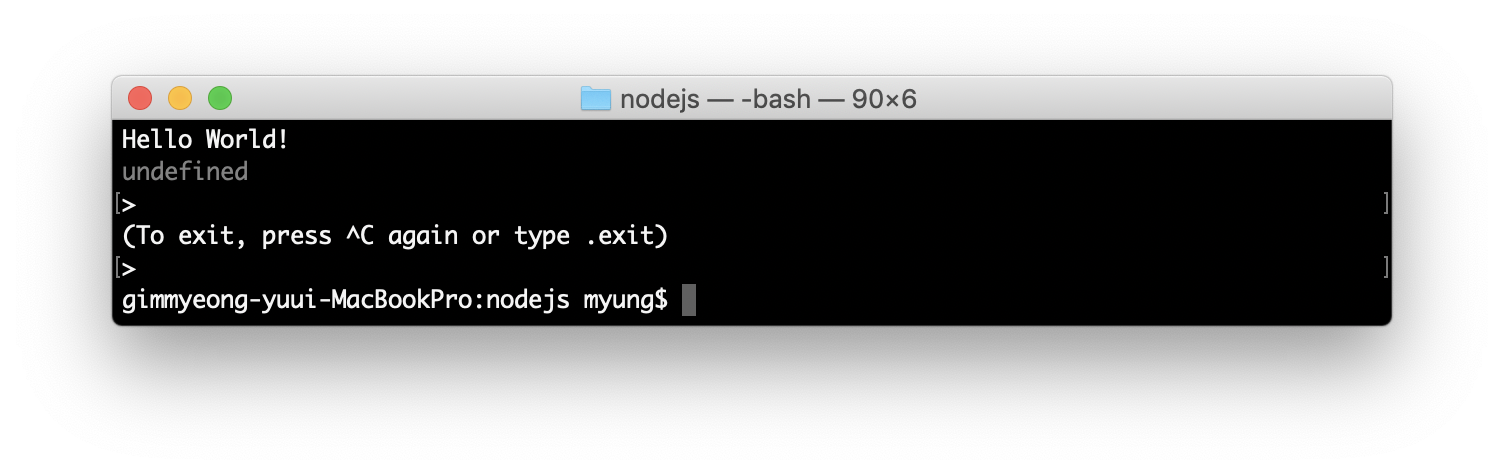 nodejs — -bash — 90×6
Hello World!
undefined
[>                                                                                         ]
(To exit, press ^C again or type .exit)
[>                                                                                         ]
gimmyeong-yuui-MacBookPro:nodejs myung$